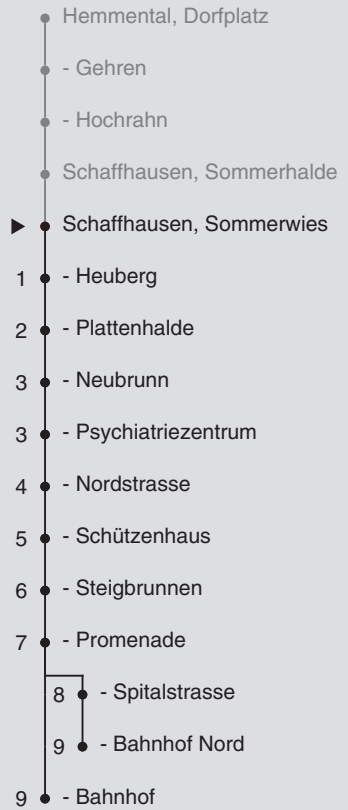 Hemmental, Dorfplatz
- Gehren
- Hochrahn
Schaffhausen, Sommerhalde
Schaffhausen, Sommerwies
1 - Heuberg
2 - Plattenhalde
3 - Neubrunn
3 - Psychiatriezentrum
4 - Nordstrasse
5 - Schützenhaus
6 - Steigbrunnen
7 - Promenade
8 - Spitalstrasse
9 - Bahnhof Nord
9 - Bahnhof